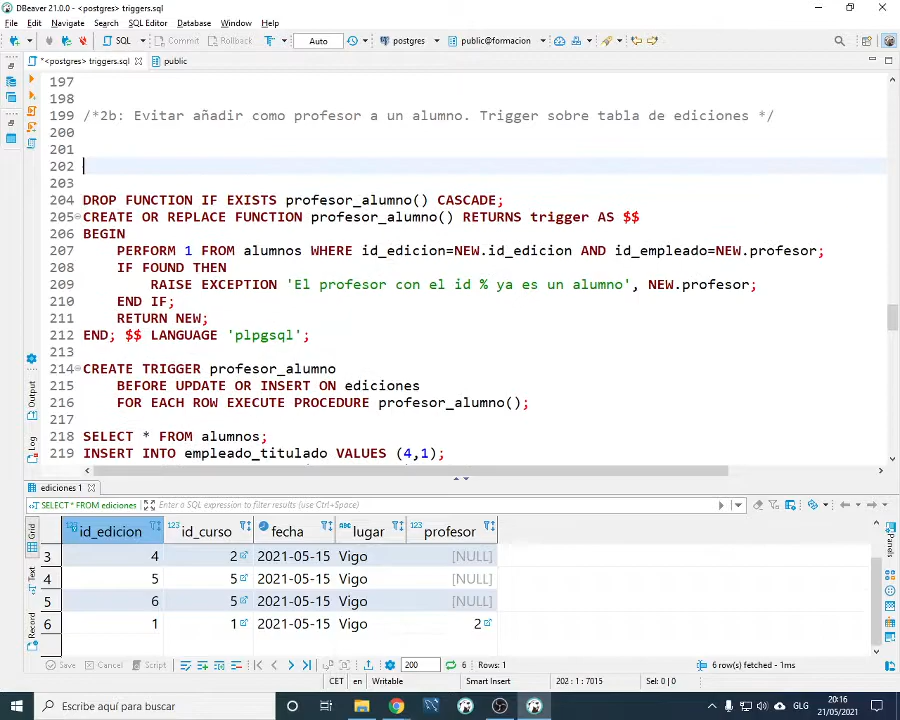 DBeaver 21.0.0 - <postgres> triggers.sql
File Edit Navigate Search SQL Editor Database Window Help
SQL Commit Rollback T Auto postgres public@formacion
*<postgres> triggers.sql public
197
198
199 /*2b: Evitar añadir como profesor a un alumno. Trigger sobre tabla de ediciones */
200
201
202
203
204 DROP FUNCTION IF EXISTS profesor_alumno() CASCADE;
205 CREATE OR REPLACE FUNCTION profesor_alumno() RETURNS trigger AS $$
206 BEGIN
207 PERFORM 1 FROM alumnos WHERE id_edicion=NEW.id_edicion AND id_empleado=NEW.profesor;
208 IF FOUND THEN
209 RAISE EXCEPTION 'El profesor con el id % ya es un alumno', NEW.profesor;
210 END IF;
211 RETURN NEW;
212 END; $$ LANGUAGE 'plpgsql';
213
214 CREATE TRIGGER profesor_alumno
215 BEFORE UPDATE OR INSERT ON ediciones
216 FOR EACH ROW EXECUTE PROCEDURE profesor_alumno();
217
218 SELECT * FROM alumnos;
219 INSERT INTO empleado_titulado VALUES (4,1);
Output
Log
ediciones 1
SELECT * FROM ediciones Enter a SQL expression to filter results (use Ctrl+Space)
Grid
Text
Record
Panels
id_edicion id_curso fecha lugar profesor
3 4 2 2021-05-15 Vigo [NULL]
4 5 5 2021-05-15 Vigo [NULL]
5 6 5 2021-05-15 Vigo [NULL]
6 1 1 2021-05-15 Vigo 2
Save Cancel Script 200 6 Rows: 1 6 row(s) fetched - 1ms
CET en Writable Smart Insert 202 : 1 : 7015 Sel: 0 | 0
Escribe aquí para buscar
GLG 20:16
21/05/2021